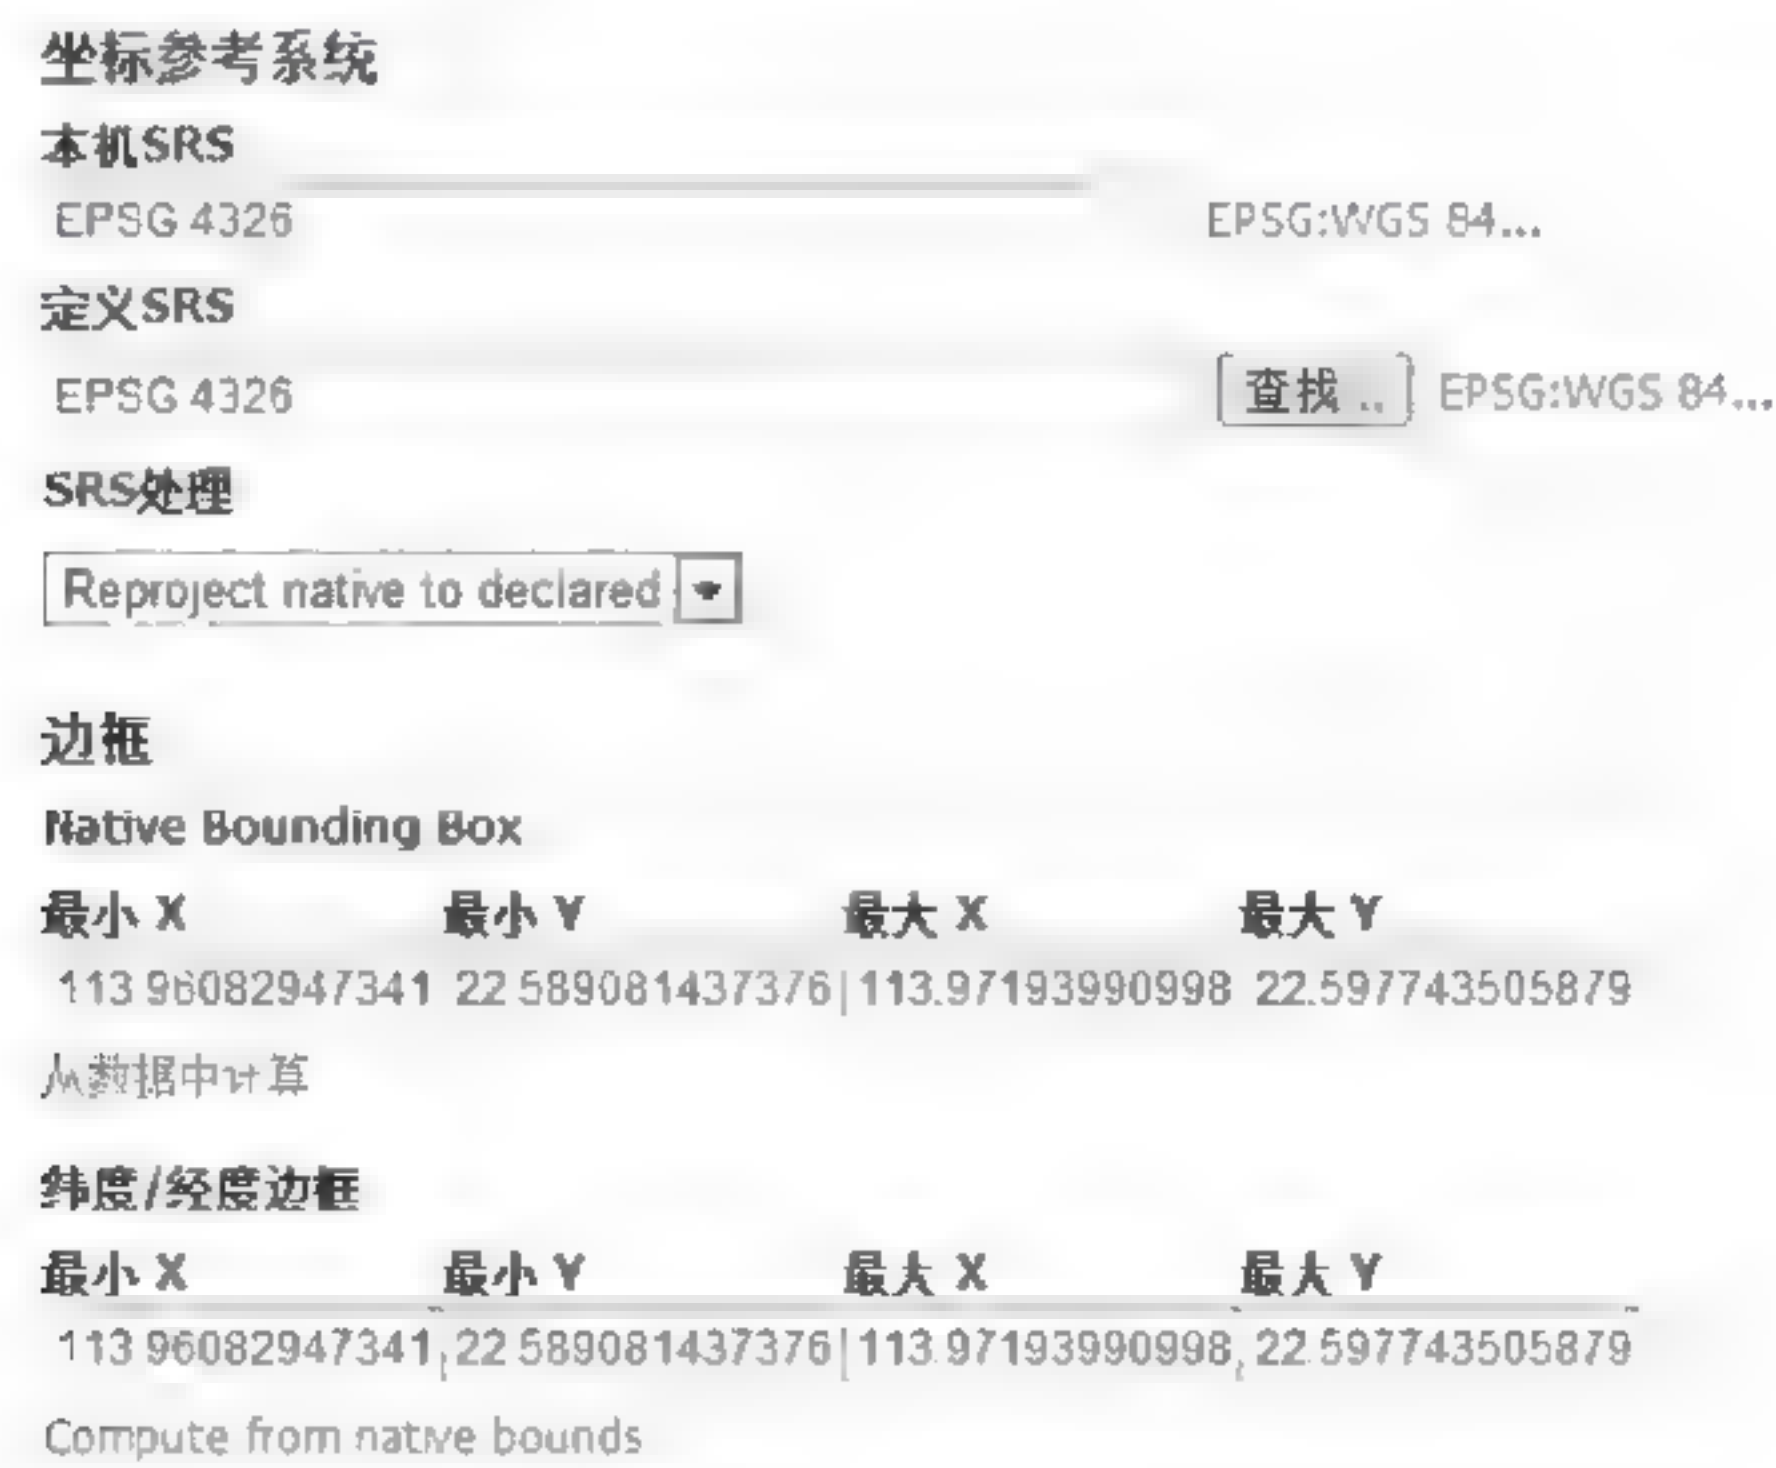 坐标参考系统
本机SRS
EPSG 4326 EPSG:WGS 84...
定义SRS
EPSG 4326 查找 .. EPSG:WGS 84...
SRS处理
Reproject native to declared
边框
Native Bounding Box
最小 X 最小 Y 最大 X 最大 Y
113.96082947341 22.589081437376 113.97193990998 22.597743505879
从数据中计算
纬度/经度边框
最小 X 最小 Y 最大 X 最大 Y
113.96082947341 22.589081437376 113.97193990998 22.597743505879
Compute from native bounds